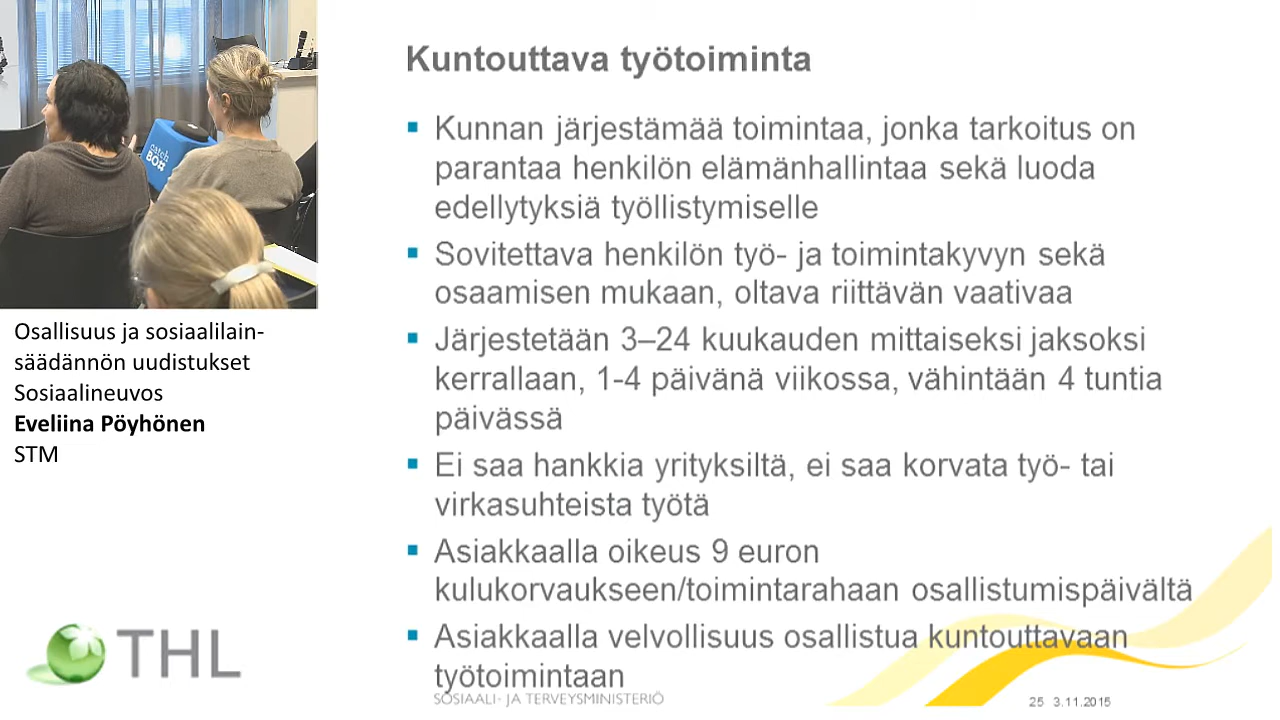 Kuntouttava työtoiminta
Kunnan järjestämää toimintaa, jonka tarkoitus on
parantaa henkilön elämänhallintaa sekä luoda
edellytyksiä työllistymiselle
Sovitettava henkilön työ- ja toimintakyvyn sekä
osaamisen mukaan, oltava riittävän vaativaa
Järjestetään 3–24 kuukauden mittaiseksi jaksoksi
kerrallaan, 1-4 päivänä viikossa, vähintään 4 tuntia
päivässä
Ei saa hankkia yrityksiltä, ei saa korvata työ- tai
virkasuhteista työtä
Asiakkaalla oikeus 9 euron
kulukorvaukseen/toimintarahaan osallistumispäivältä
Asiakkaalla velvollisuus osallistua kuntouttavaan
työtoimintaan
SOSIAALI- JA TERVEYSMINISTERIÖ
25 3.11.2015
catch
BOX
Osallisuus ja sosiaalilain-
säädännön uudistukset
Sosiaalineuvos
Eveliina Pöyhönen
STM
THL